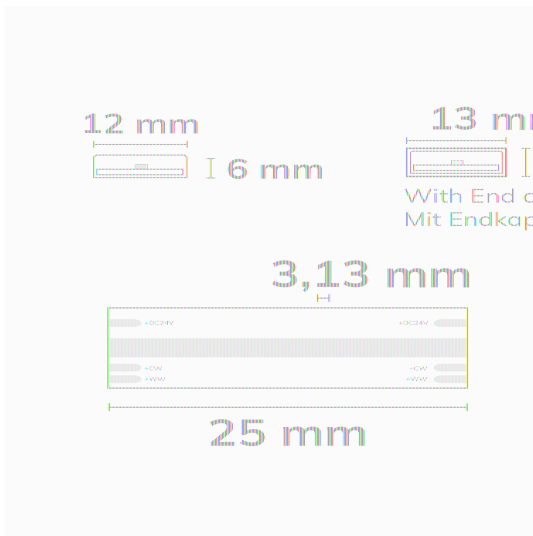 12 mm
13 mm
6 mm
With End
Mit Endkap
3,13 mm
+DC24V +DC24V
+CW -CW
+WW +WW
25 mm